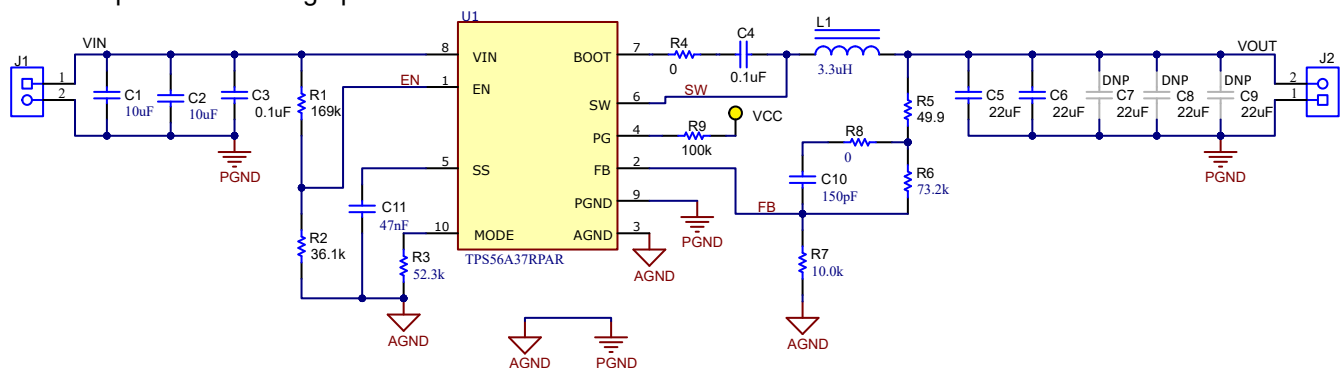 U1
VIN
J1
1
2
C1
10uF
C2
10uF
C3
0.1uF
PGND
R1
169k
EN
R2
36.1k
C11
47nF
R3
52.3k
AGND
8
VIN
1
EN
5
SS
10
MODE
BOOT
7
SW
6
PG
4
FB
2
PGND
9
AGND
3
TPS56A37RPAR
R4
0
C4
0.1uF
SW
L1
3.3uH
R9
100k
VCC
PGND
AGND
FB
C10
150pF
R8
0
R5
49.9
R6
73.2k
R7
10.0k
AGND
C5
22uF
C6
22uF
DNP
C7
22uF
DNP
C8
22uF
DNP
C9
22uF
PGND
VOUT
J2
2
1
AGND
PGND